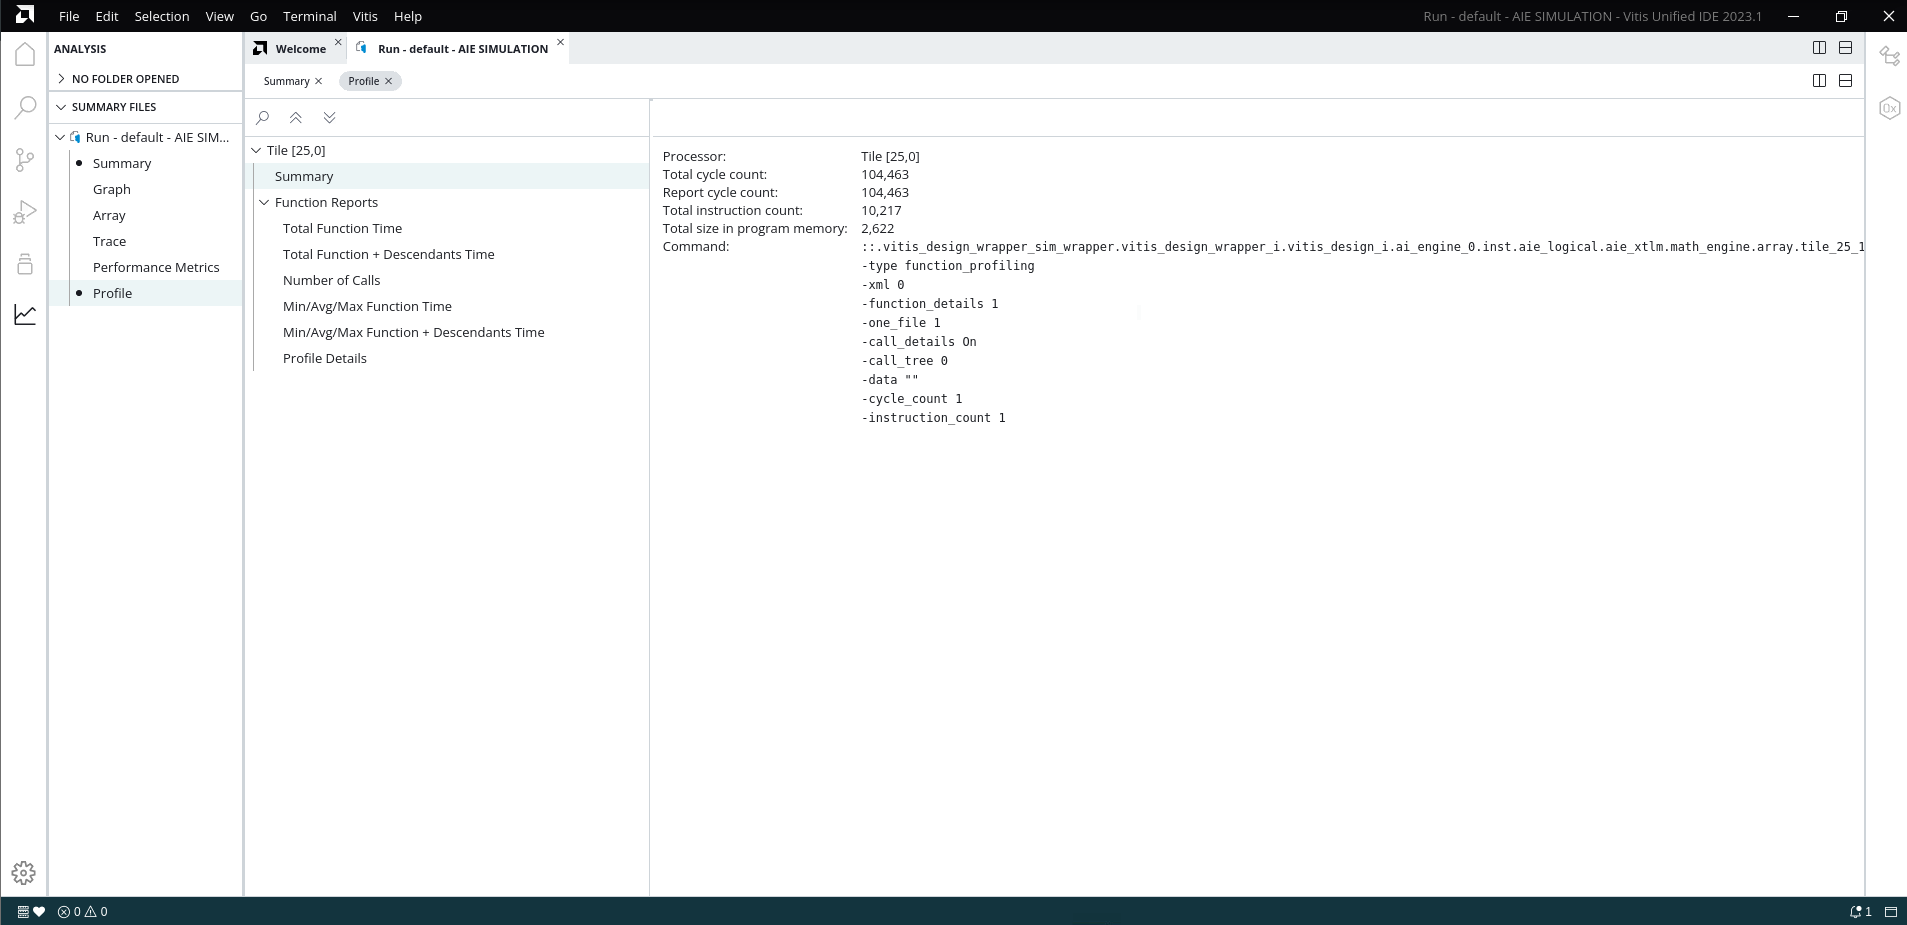 File Edit Selection View Go Terminal Vitis Help
Run - default - AIE SIMULATION - Vitis Unified IDE 2023.1
ANALYSIS
NO FOLDER OPENED
SUMMARY FILES
Run - default - AIE SIM...
Summary
Graph
Array
Trace
Performance Metrics
Profile
Welcome
Run - default - AIE SIMULATION
Summary
Profile
Tile [25,0]
Summary
Function Reports
Total Function Time
Total Function + Descendants Time
Number of Calls
Min/Avg/Max Function Time
Min/Avg/Max Function + Descendants Time
Profile Details
Processor: Tile [25,0]
Total cycle count: 104,463
Report cycle count: 104,463
Total instruction count: 10,217
Total size in program memory: 2,622
Command: ::.vitis_design_wrapper_sim_wrapper.vitis_design_wrapper_i.vitis_design_i.ai_engine_0.inst.aie_logical.aie_xtlm.math_engine.array.tile_25_1
-type function_profiling
-xml 0
-function_details 1
-one_file 1
-call_details On
-call_tree 0
-data ""
-cycle_count 1
-instruction_count 1
0x
0 0
1